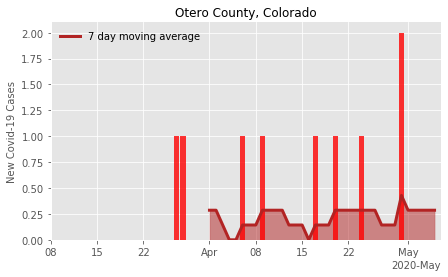 Otero County, Colorado
7 day moving average
New Covid-19 Cases
2.00
1.75
1.50
1.25
1.00
0.75
0.50
0.25
0.00
08 15 22 Apr 08 15 22 May
2020-May